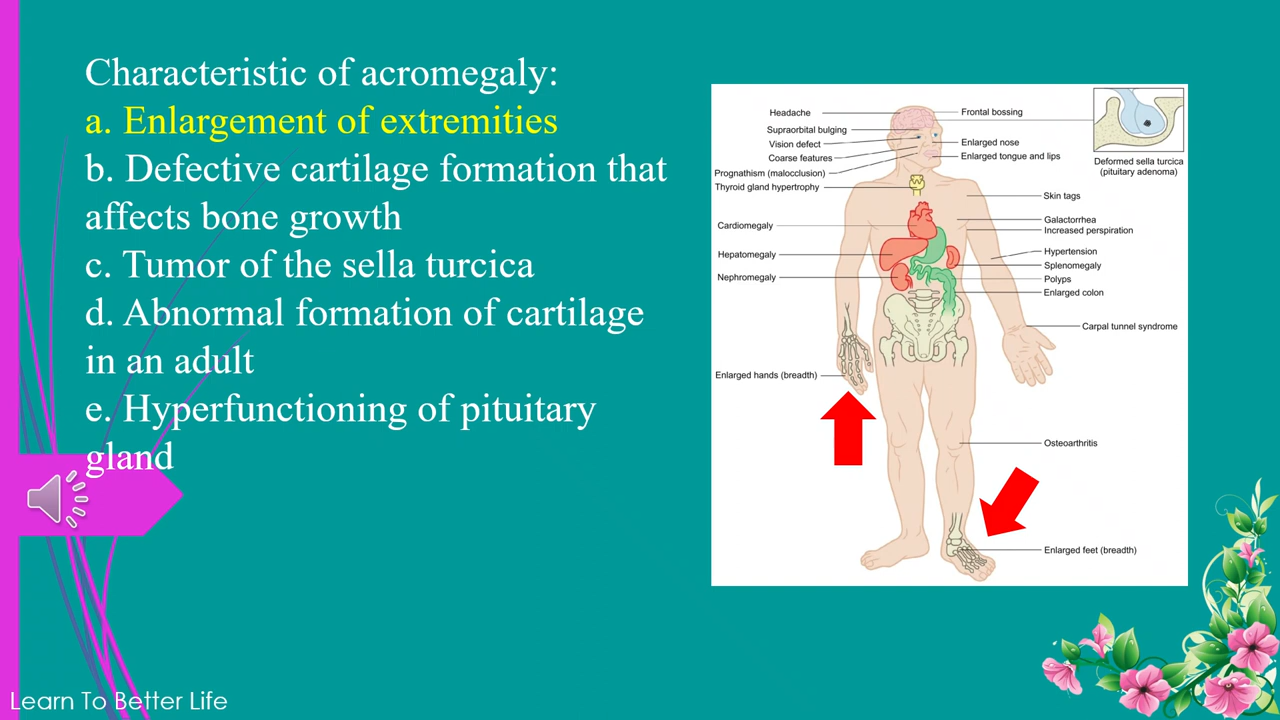 Characteristic of acromegaly:
a. Enlargement of extremities
b. Defective cartilage formation that
affects bone growth
c. Tumor of the sella turcica
d. Abnormal formation of cartilage
in an adult
e. Hyperfunctioning of pituitary
gland
Headache
Supraorbital bulging
Vision defect
Coarse features
Prognathism (malocclusion)
Thyroid gland hypertrophy
Cardiomegaly
Hepatomegaly
Nephromegaly
Enlarged hands (breadth)
Frontal bossing
Enlarged nose
Enlarged tongue and lips
Deformed sella turcica
(pituitary adenoma)
Skin tags
Galactorrhea
Increased perspiration
Hypertension
Splenomegaly
Polyps
Enlarged colon
Carpal tunnel syndrome
Osteoarthritis
Enlarged feet (breadth)
Learn To Better Life